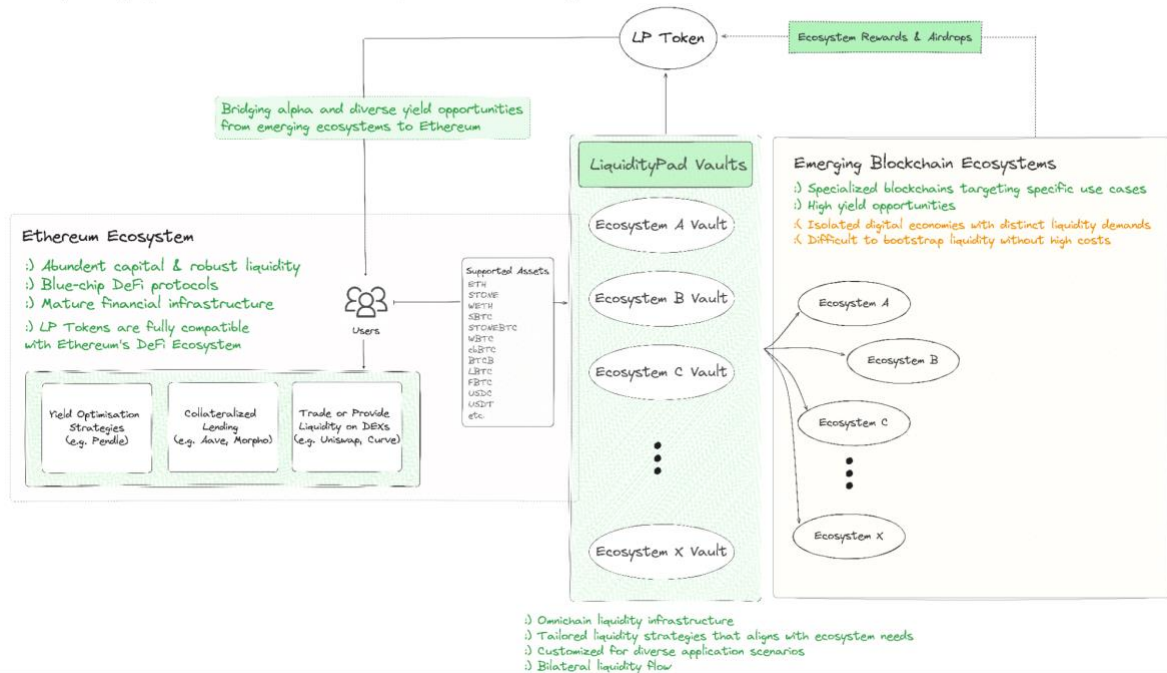 LP Token
Ecosystem Rewards & Airdrops
Bridging alpha and diverse yield opportunities
from emerging ecosystems to Ethereum
LiquidityPad Vaults
Ecosystem A Vault
Ecosystem B Vault
Ecosystem C Vault
Ecosystem X Vault
Emerging Blockchain Ecosystems
:) Specialized blockchains targeting specific use cases
:) High yield opportunities
:( Isolated digital economies with distinct liquidity demands
:( Difficult to bootstrap liquidity without high costs
Ecosystem A
Ecosystem B
Ecosystem C
Ecosystem X
Ethereum Ecosystem
:) Abundent capital & robust liquidity
:) Blue-chip DeFi protocols
:) Mature financial infrastructure
:) LP Tokens are fully compatible
with Ethereum's DeFi Ecosystem
Users
Supported Assets
ETH
STONE
WETH
SBTC
STONEBTC
WBTC
cbBTC
BTCB
LBTC
FBTC
USDC
USDT
etc.
Yield Optimisation
Strategies
(e.g. Pendle)
Collateralized
Lending
(e.g. Aave, Morpho)
Trade or Provide
Liquidity on DEXs
(e.g. Uniswap, Curve)
:) Omnichain liquidity infrastructure
:) Tailored liquidity strategies that aligns with ecosystem needs
:) Customized for diverse application scenarios
:) Bilateral liquidity flow